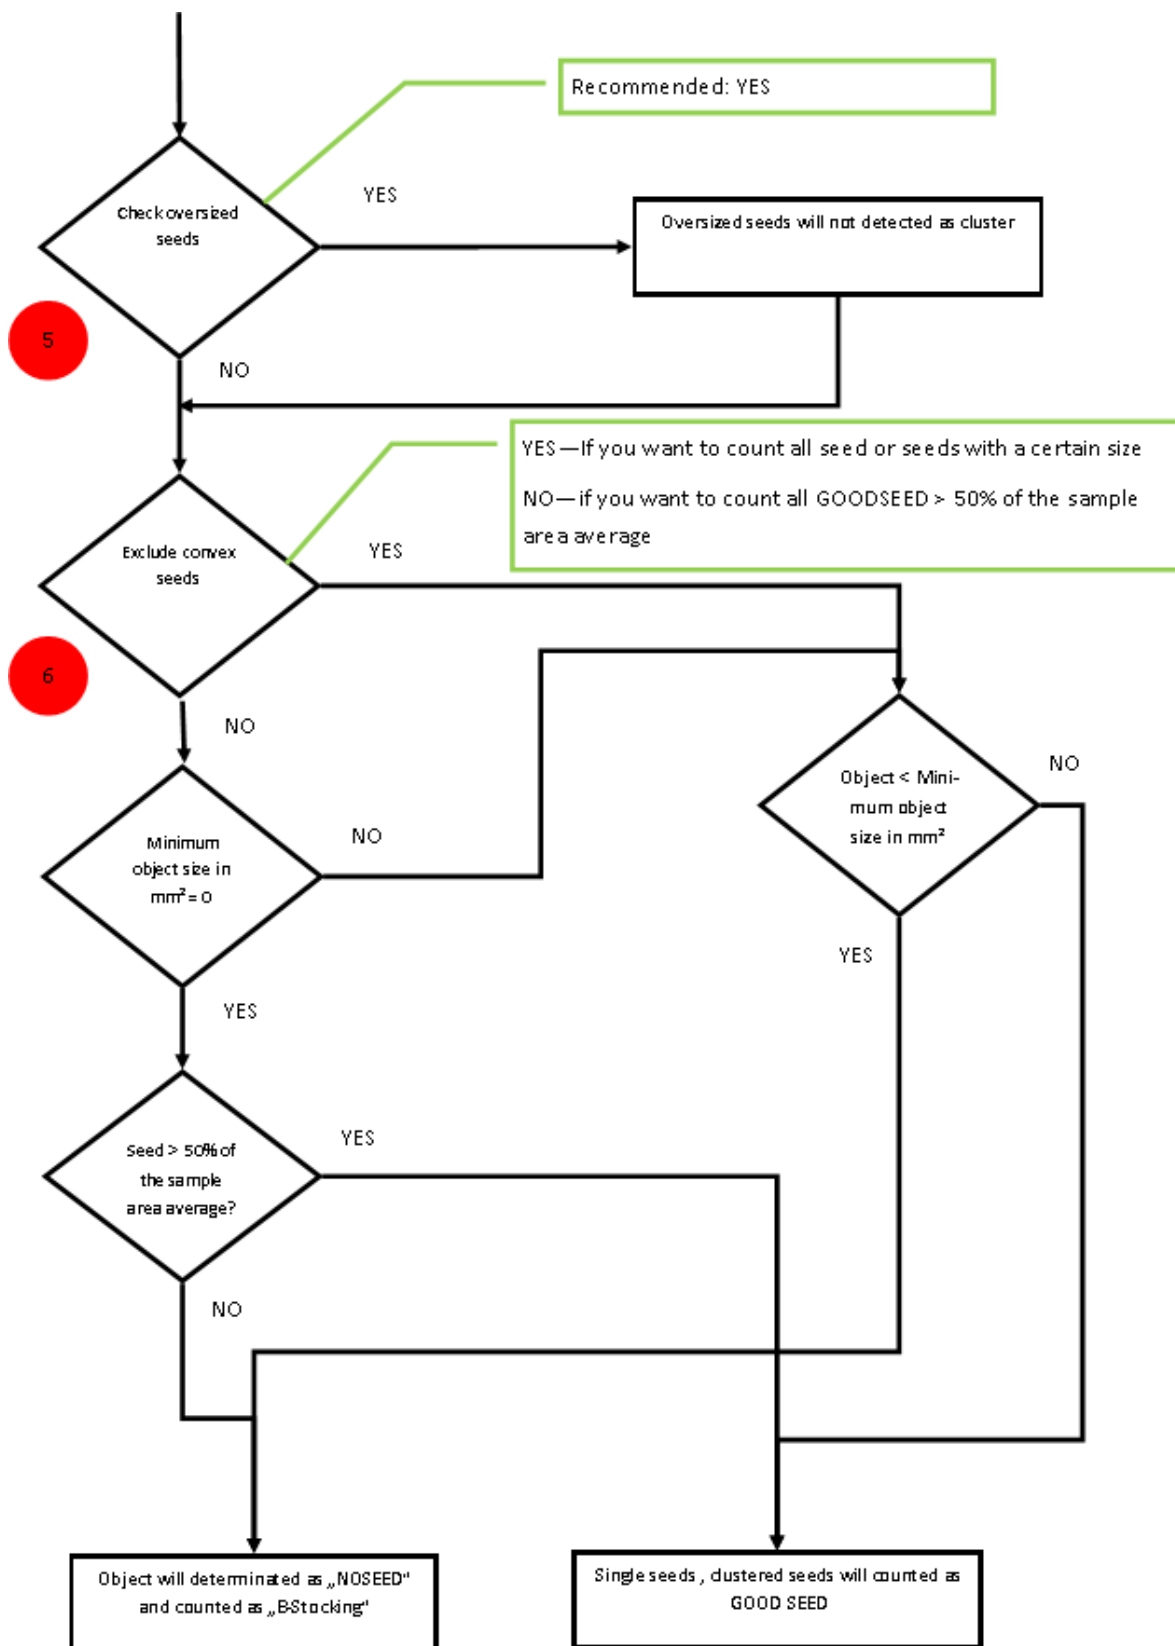 Recommended: YES
Check oversized
seeds
YES
Oversized seeds will not detected as cluster
5
NO
YES—If you want to count all seed or seeds with a certain size
NO—if you want to count all GOODSEED > 50% of the sample
area average
Exclude convex
seeds
YES
6
NO
Object < Mini-
mum object
size in mm²
NO
Minimum
object size in
mm² = 0
NO
YES
YES
Seed > 50% of
the sample
area average?
YES
NO
Object will determinated as „NOSEED"
and counted as „B-Stocking"
Single seeds , clustered seeds will counted as
GOOD SEED